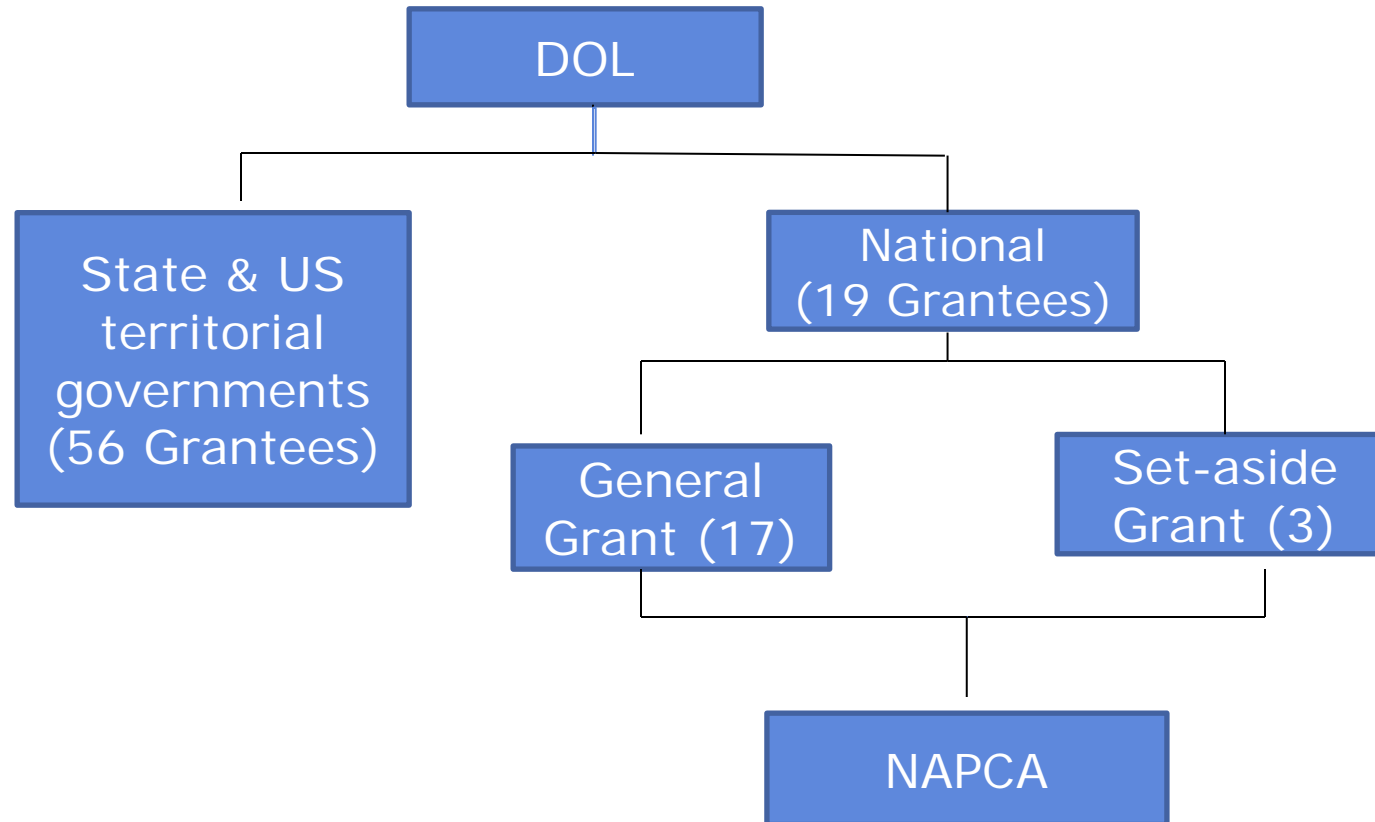 DOL
State & US
territorial
governments
(56 Grantees)
National
(19 Grantees)
General
Grant (17)
Set-aside
Grant (3)
NAPCA